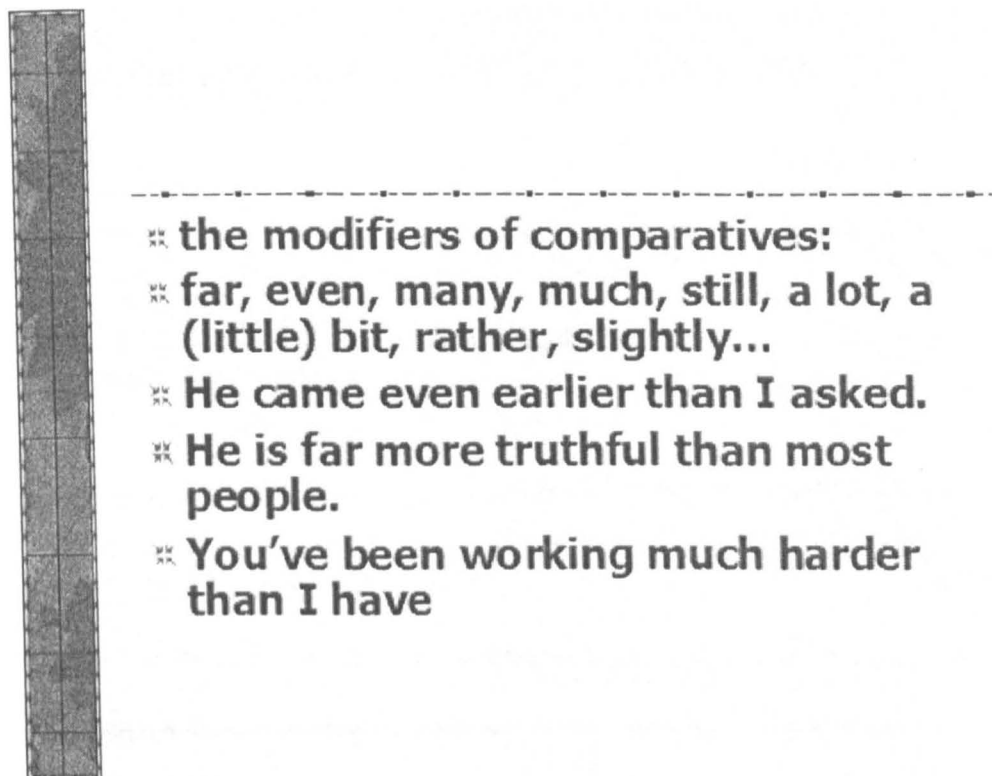 the modifiers of comparatives:
far, even, many, much, still, a lot, a
(little) bit, rather, slightly...
He came even earlier than I asked.
He is far more truthful than most
people.
You've been working much harder
than I have